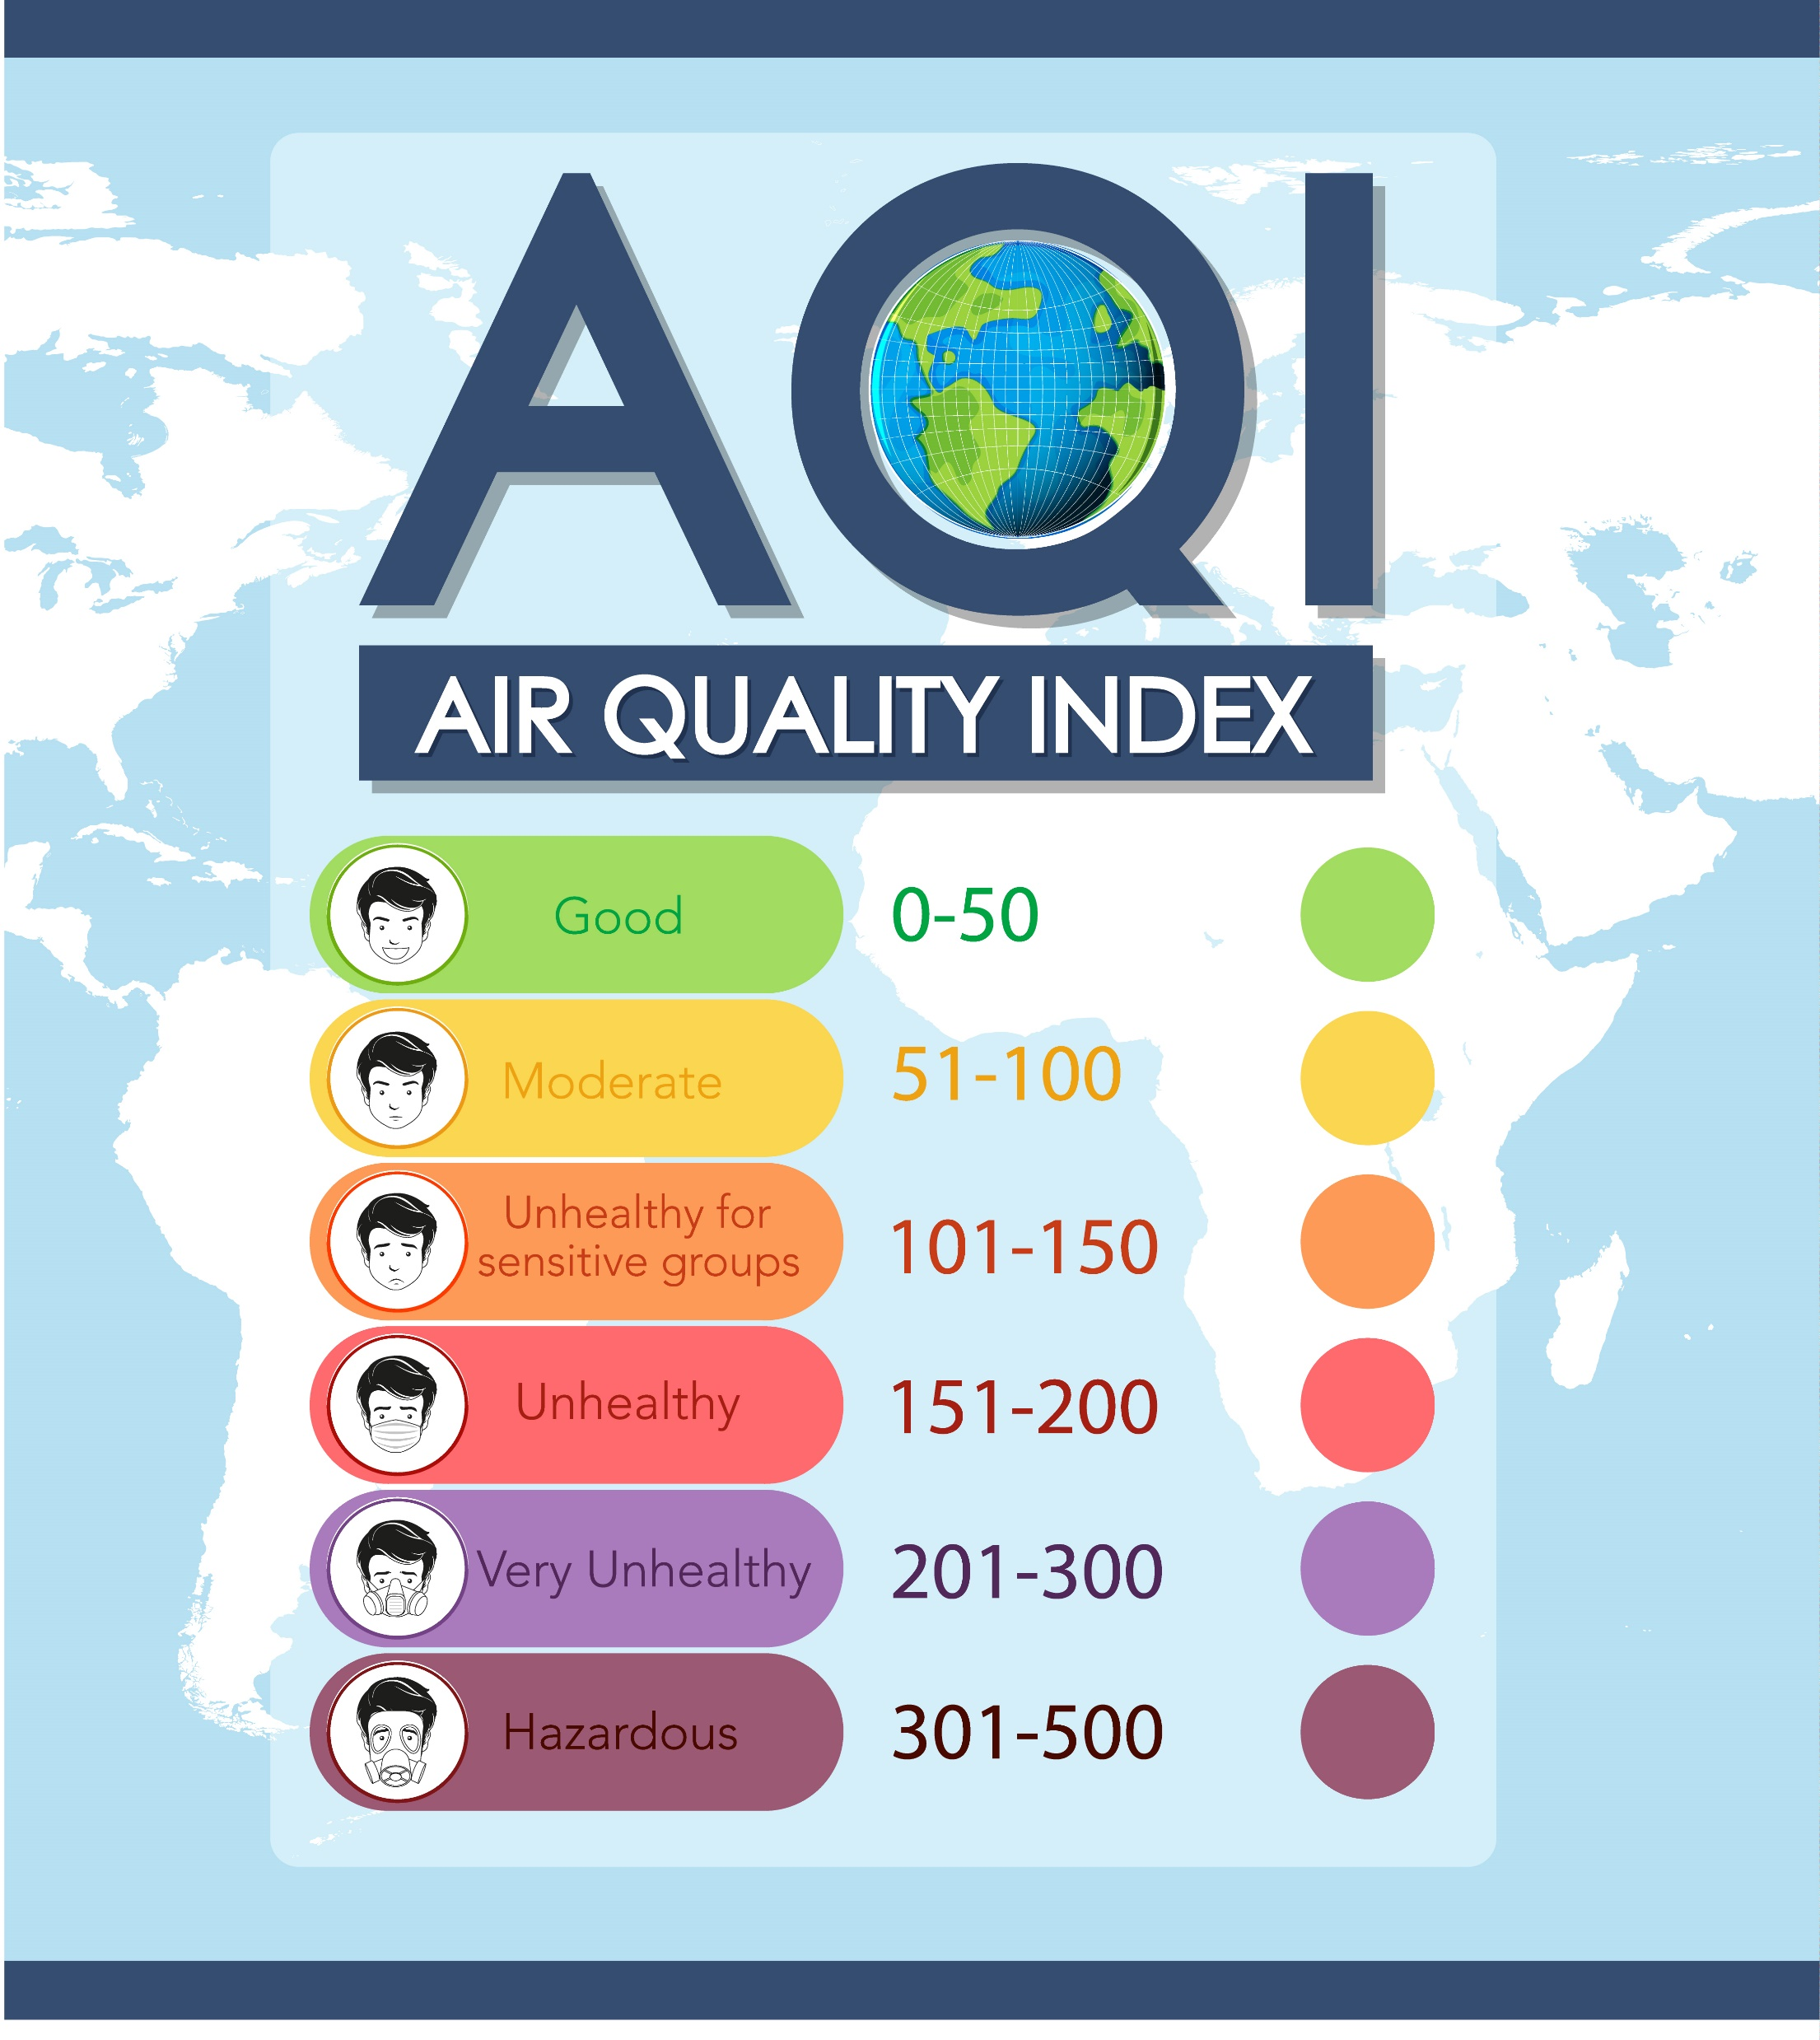 AQI
AIR QUALITY INDEX
Good 0-50
Moderate 51-100
Unhealthy for
sensitive groups 101-150
Unhealthy 151-200
Very Unhealthy 201-300
Hazardous 301-500